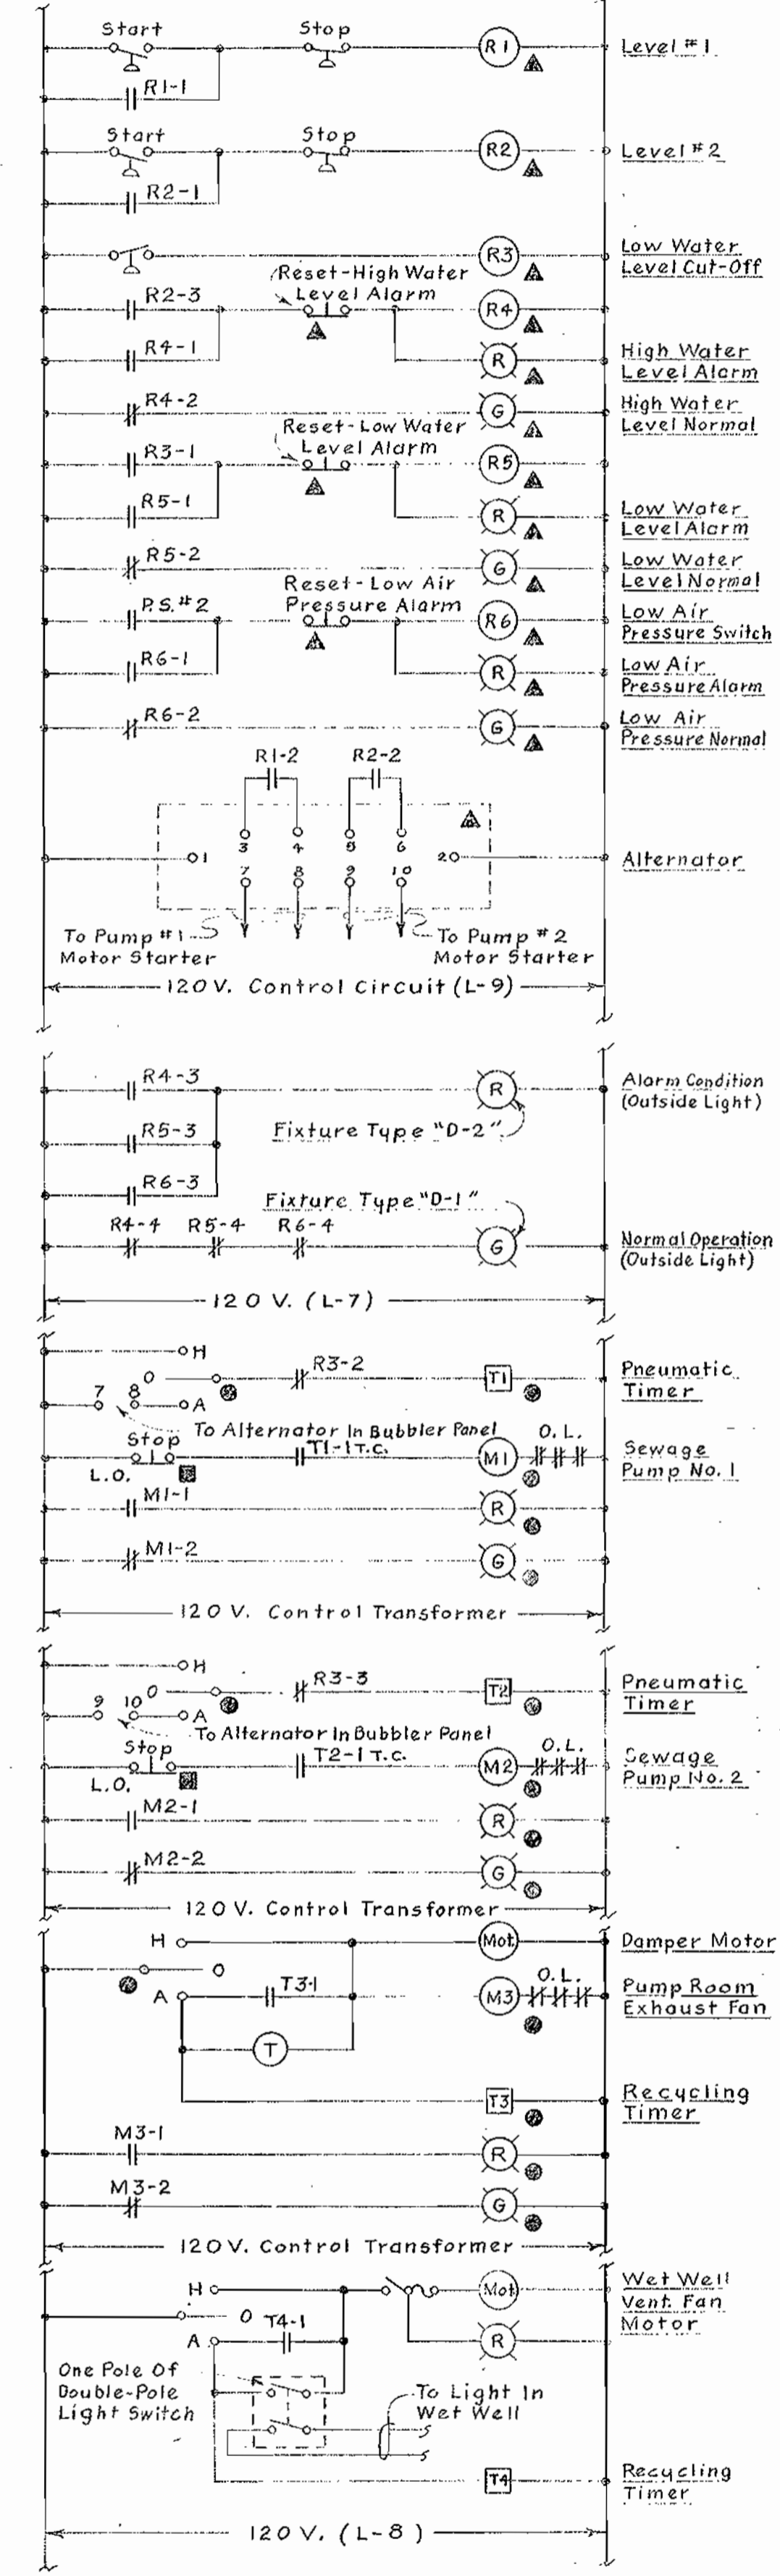 Start Stop
R1 Level #1
R1-1
Start Stop
R2 Level #2
R2-1
R3 Low Water
Level Cut-Off
Reset-High Water
Level Alarm
R2-3 R4
R4-1 R High Water
Level Alarm
R4-2 G High Water
Level Normal
Reset-Low Water
Level Alarm
R3-1 R5
R5-1 R Low Water
Level Alarm
R5-2 G Low Water
Level Normal
Reset-Low Air
Pressure Alarm
P.S.#2 R6 Low Air
Pressure Switch
R6-1 R Low Air
Pressure Alarm
R6-2 G Low Air
Pressure Normal
R1-2 R2-2
3 4 5 6
1 2 Alternator
7 8 9 10
To Pump #1
Motor Starter
To Pump #2
Motor Starter
120 V. Control Circuit (L-9)
R4-3 R Alarm Condition
(Outside Light)
R5-3 Fixture Type "D-2"
R6-3 Fixture Type "D-1"
R4-4 R5-4 R6-4
G Normal Operation
(Outside Light)
120 V. (L-7)
H
O R3-2 T1 Pneumatic
Timer
7 8 A
To Alternator In Bubbler Panel
Stop T1-1 T.C. M1 O.L. Sewage
Pump No. 1
L.O.
M1-1 R
M1-2 G
120 V. Control Transformer
H
O R3-3 T2 Pneumatic
Timer
9 10 A
To Alternator In Bubbler Panel
Stop T2-1 T.C. M2 O.L. Sewage
Pump No. 2
L.O.
M2-1 R
M2-2 G
120 V. Control Transformer
H Mot. Damper Motor
O
A T3-1 M3 O.L. Pump Room
Exhaust Fan
T
T3 Recycling
Timer
M3-1 R
M3-2 G
120 V. Control Transformer
H Mot. Wet Well
Vent. Fan
Motor
O
A T4-1 R
One Pole Of
Double-Pole
Light Switch
To Light In
Wet Well
T4 Recycling
Timer
120 V. (L-8)